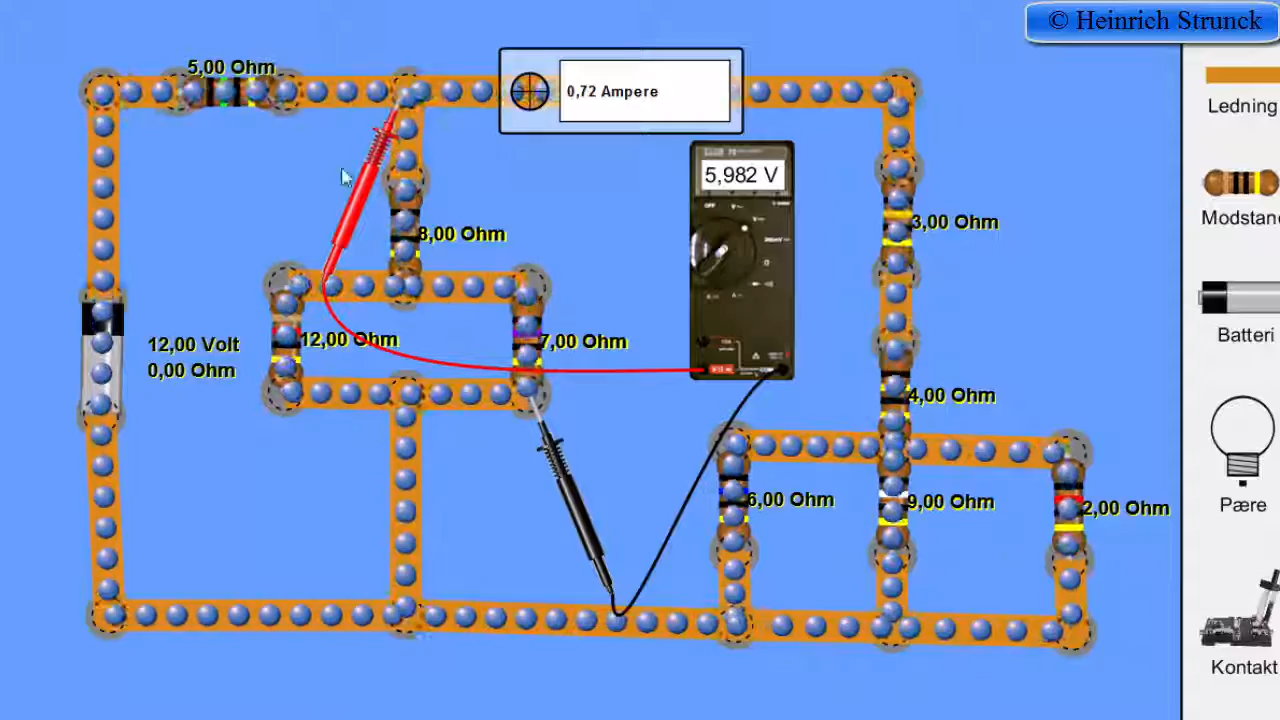 © Heinrich Strunck
5,00 Ohm
0,72 Ampere
Ledning
5,982 V
Modstand
3,00 Ohm
8,00 Ohm
12,00 Ohm
7,00 Ohm
12,00 Volt
0,00 Ohm
Batteri
4,00 Ohm
6,00 Ohm
9,00 Ohm
2,00 Ohm
Pære
Kontakt